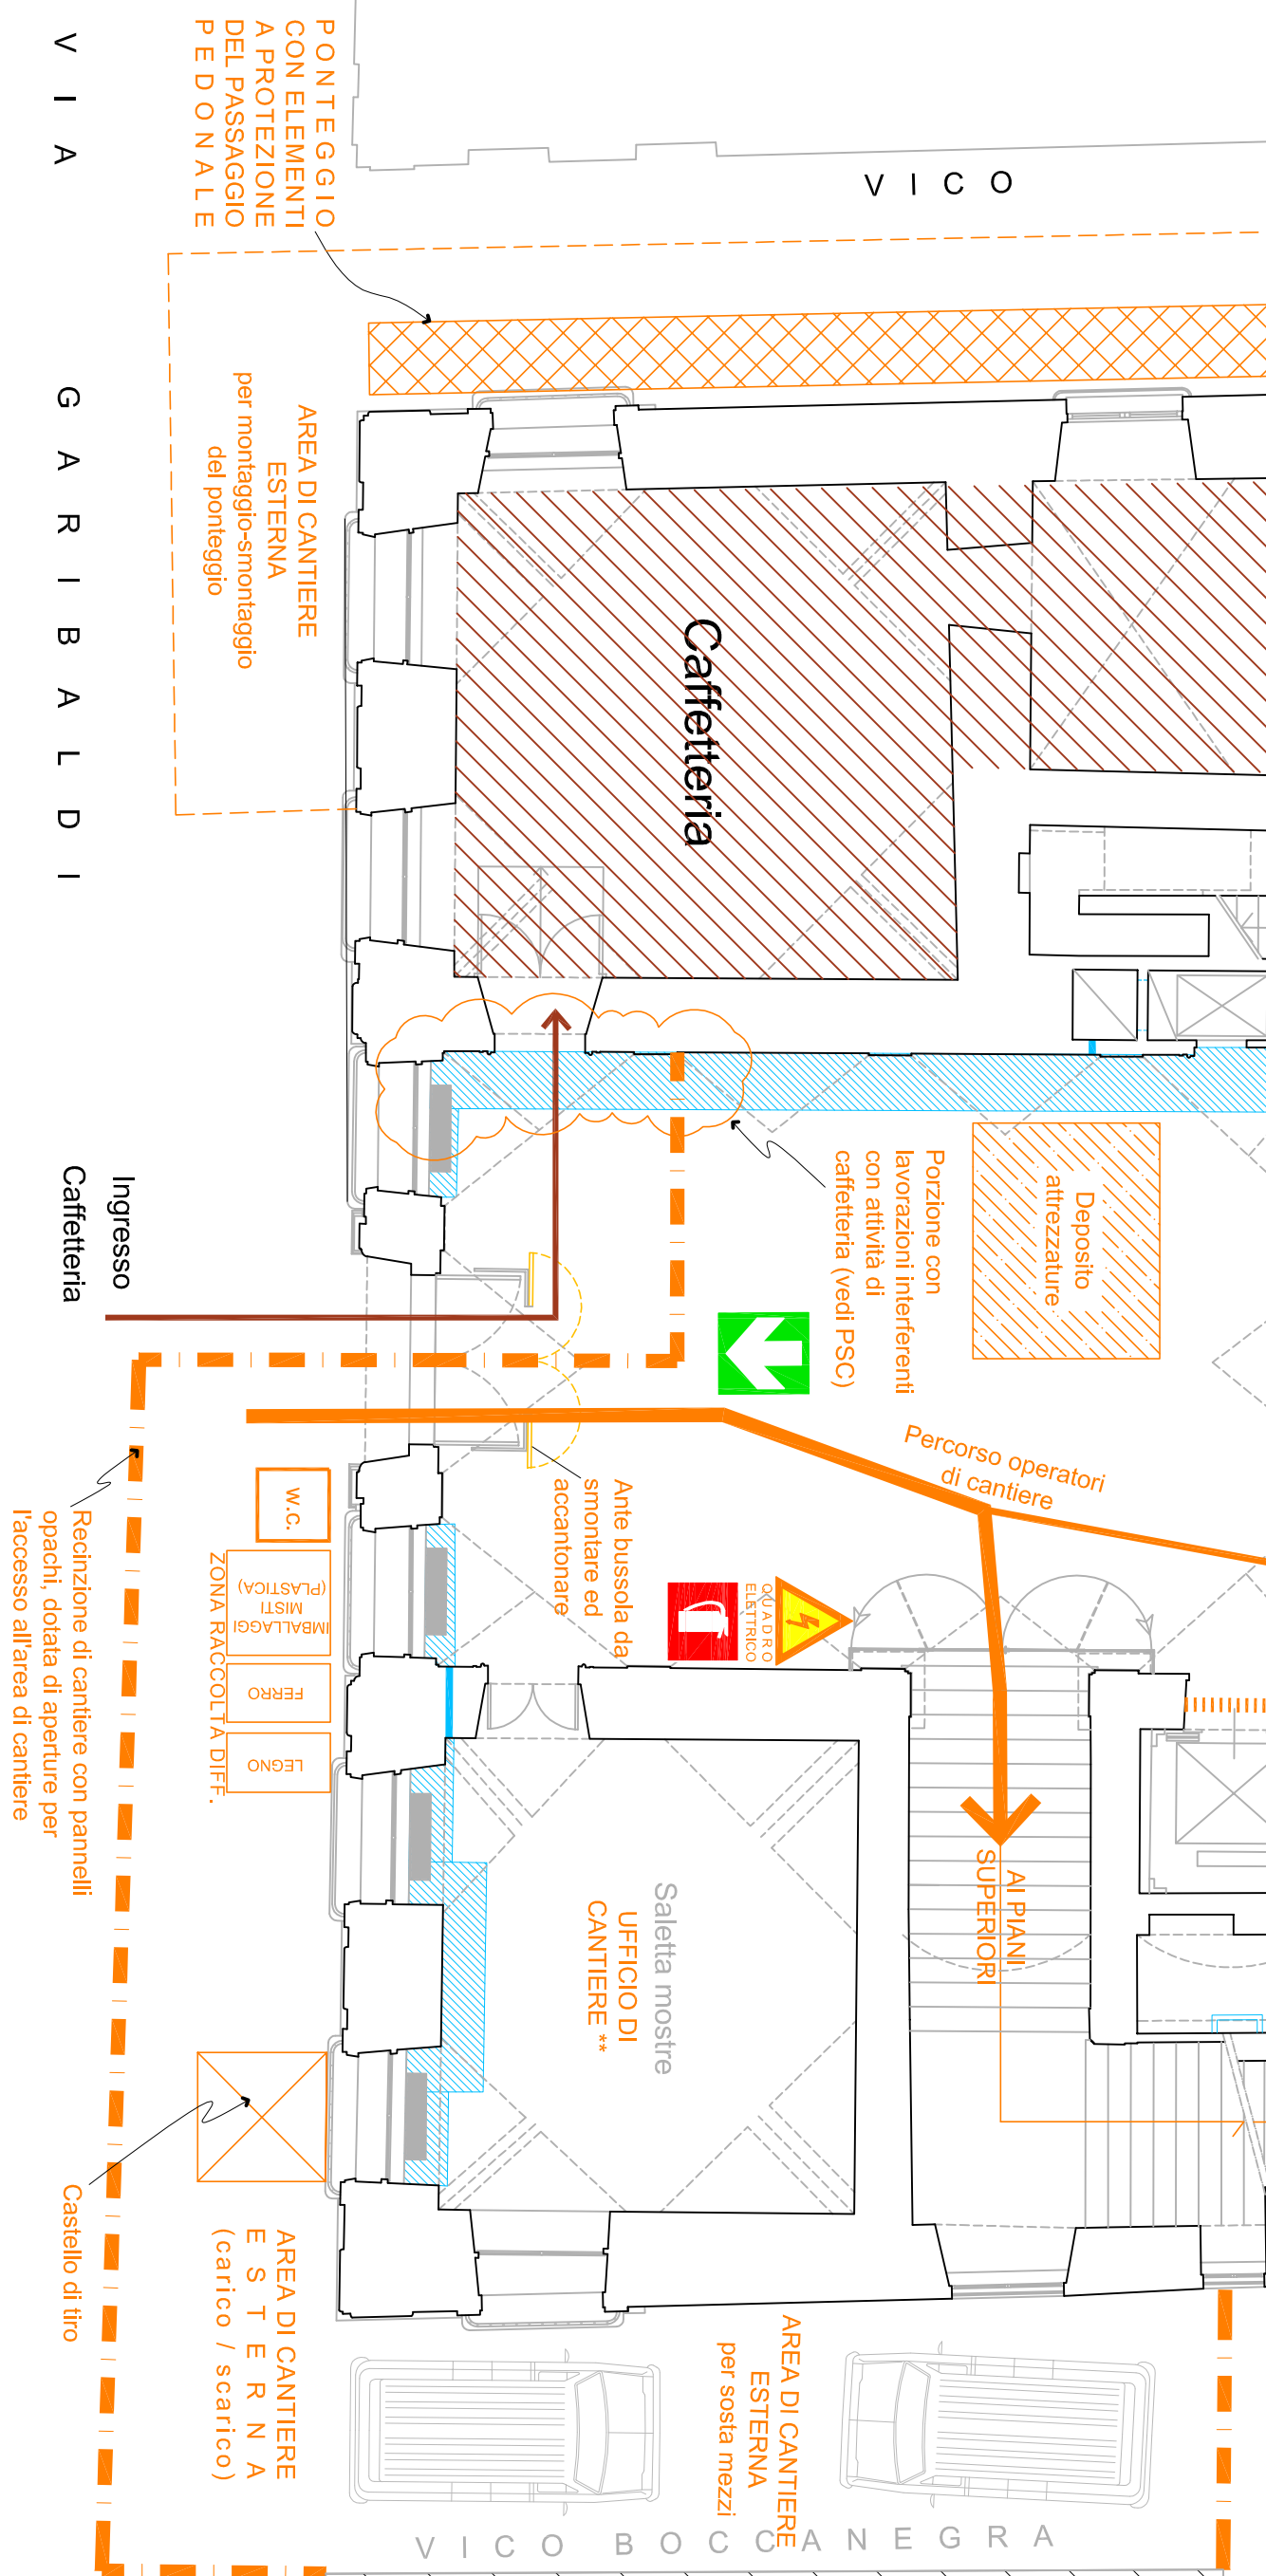 VIA GARIBALDI
PONTEGGIO
CON ELEMENTI
A PROTEZIONE
DEL PASSAGGIO
PEDONALE
VICO
AREA DI CANTIERE
ESTERNA
per montaggio-smontaggio
del ponteggio
Caffetteria
Ingresso
Caffetteria
Porzione con
lavorazioni interferenti
con attività di
caffetteria (vedi PSC)
Deposito
attrezzature
Percorso operatori
di cantiere
Ante bussola da
smontare ed
accantonare
QUADRO
ELETTRICO
w.c.
IMBALLAGGI
MISTI
(PLASTICA)
FERRO
LEGNO
ZONA RACCOLTA DIFF.
Recinzione di cantiere con pannelli
opachi, dotata di aperture per
l'accesso all'area di cantiere
AI PIANI
SUPERIORI
Saletta mostre
UFFICIO DI
CANTIERE **
Castello di tiro
AREA DI CANTIERE
ESTERNA
(carico / scarico)
AREA DI CANTIERE
ESTERNA
per sosta mezzi
VICO BOCCANEGRA